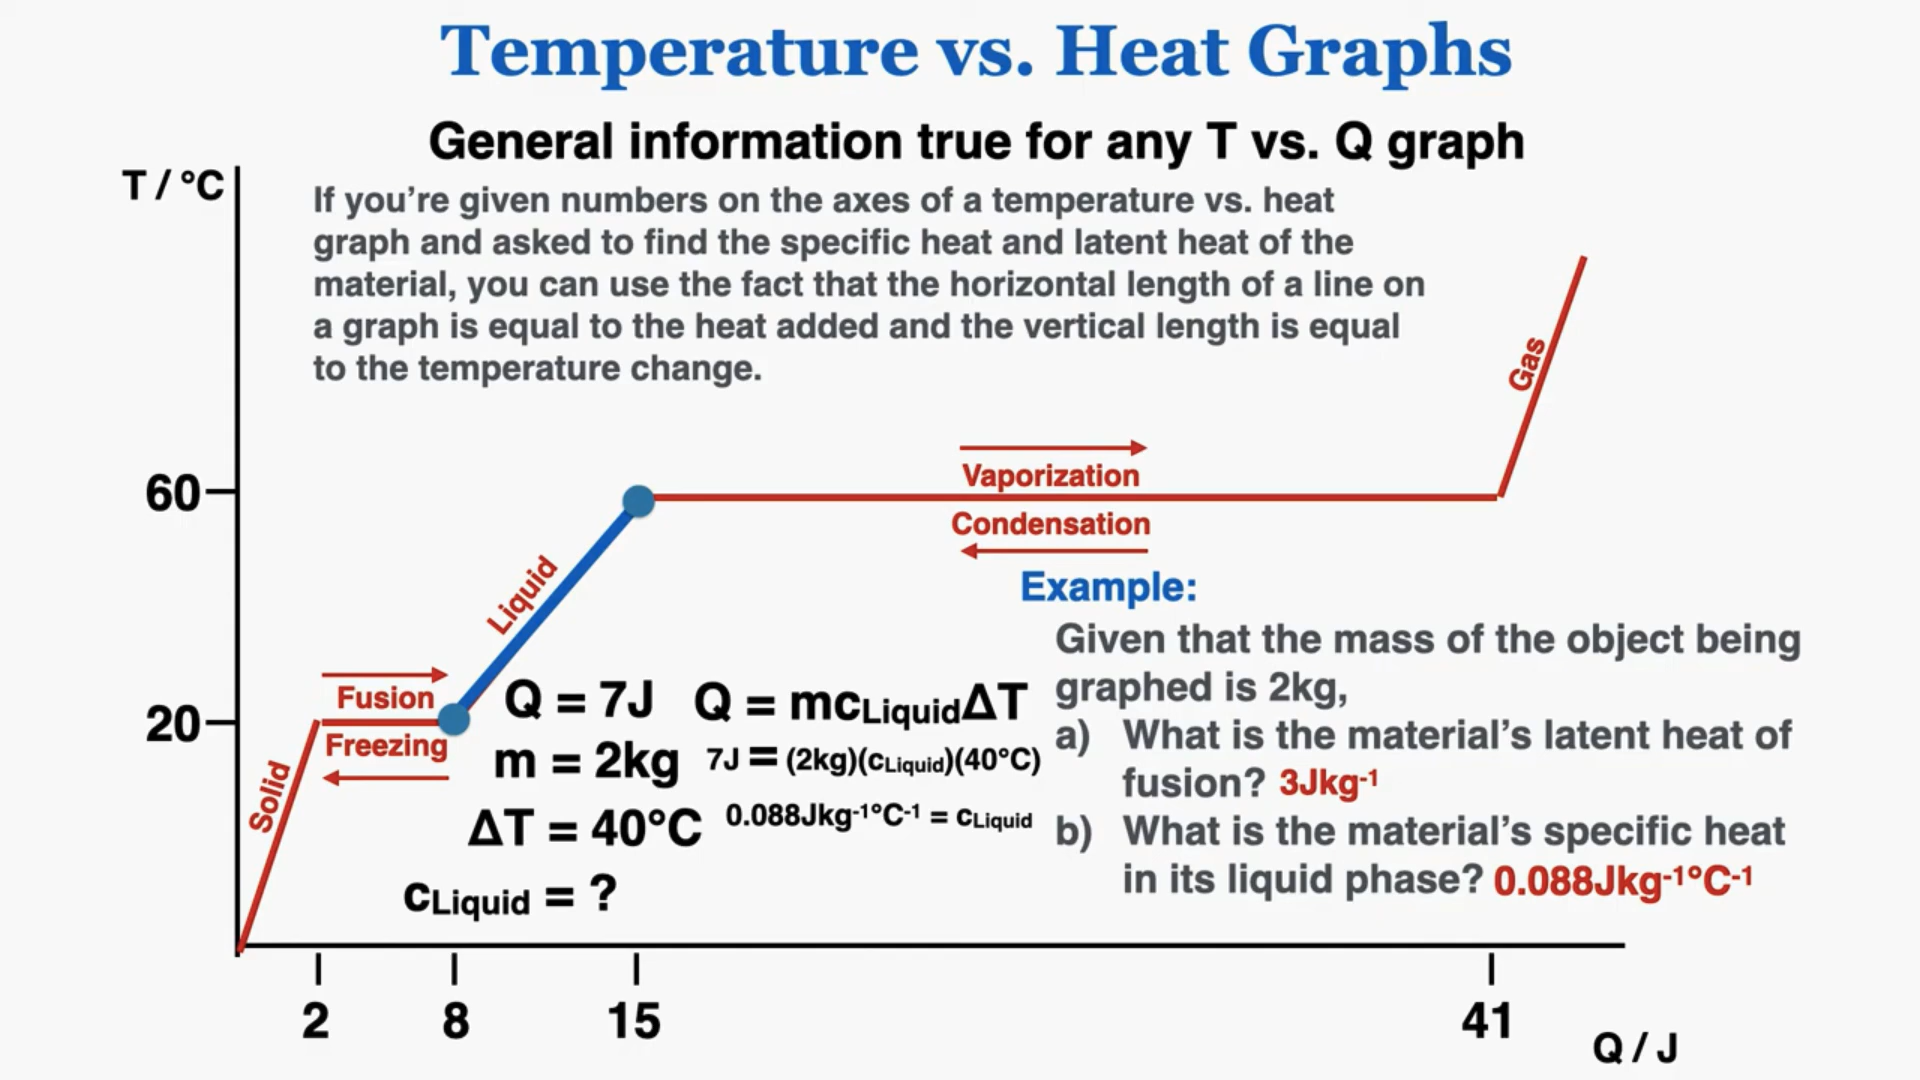 Temperature vs. Heat Graphs
General information true for any T vs. Q graph
T / °C
If you’re given numbers on the axes of a temperature vs. heat
graph and asked to find the specific heat and latent heat of the
material, you can use the fact that the horizontal length of a line on
a graph is equal to the heat added and the vertical length is equal
to the temperature change.
Gas
60
Vaporization
Condensation
Liquid
Example:
Given that the mass of the object being
graphed is 2kg,
a) What is the material’s latent heat of
fusion? 3Jkg⁻¹
b) What is the material’s specific heat
in its liquid phase? 0.088Jkg⁻¹°C⁻¹
20
Fusion
Freezing
Solid
Q = 7J
m = 2kg
ΔT = 40°C
cLiquid = ?
Q = mcLiquidΔT
7J = (2kg)(cLiquid)(40°C)
0.088Jkg⁻¹°C⁻¹ = cLiquid
2 8 15 41
Q / J